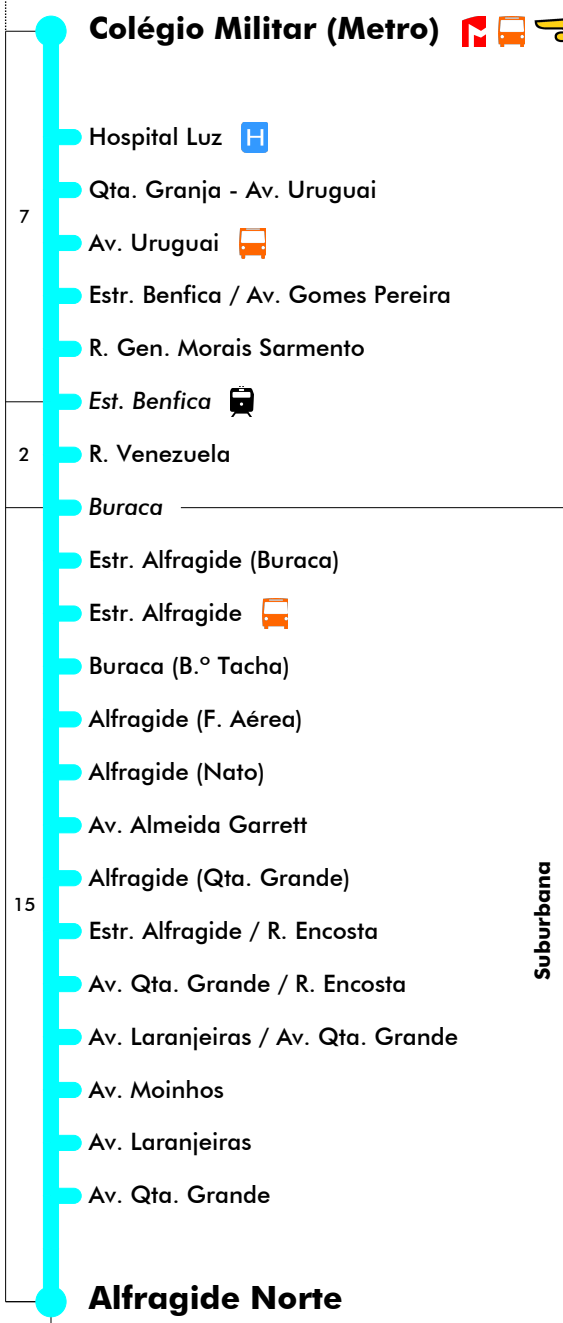 Colégio Militar (Metro)
Hospital Luz H
Qta. Granja - Av. Uruguai
7
Av. Uruguai
Estr. Benfica / Av. Gomes Pereira
R. Gen. Morais Sarmento
Est. Benfica
2
R. Venezuela
Buraca
Estr. Alfragide (Buraca)
Estr. Alfragide
Buraca (B.º Tacha)
Alfragide (F. Aérea)
Alfragide (Nato)
Av. Almeida Garrett
Alfragide (Qta. Grande)
15
Suburbana
Estr. Alfragide / R. Encosta
Av. Qta. Grande / R. Encosta
Av. Laranjeiras / Av. Qta. Grande
Av. Moinhos
Av. Laranjeiras
Av. Qta. Grande
Alfragide Norte